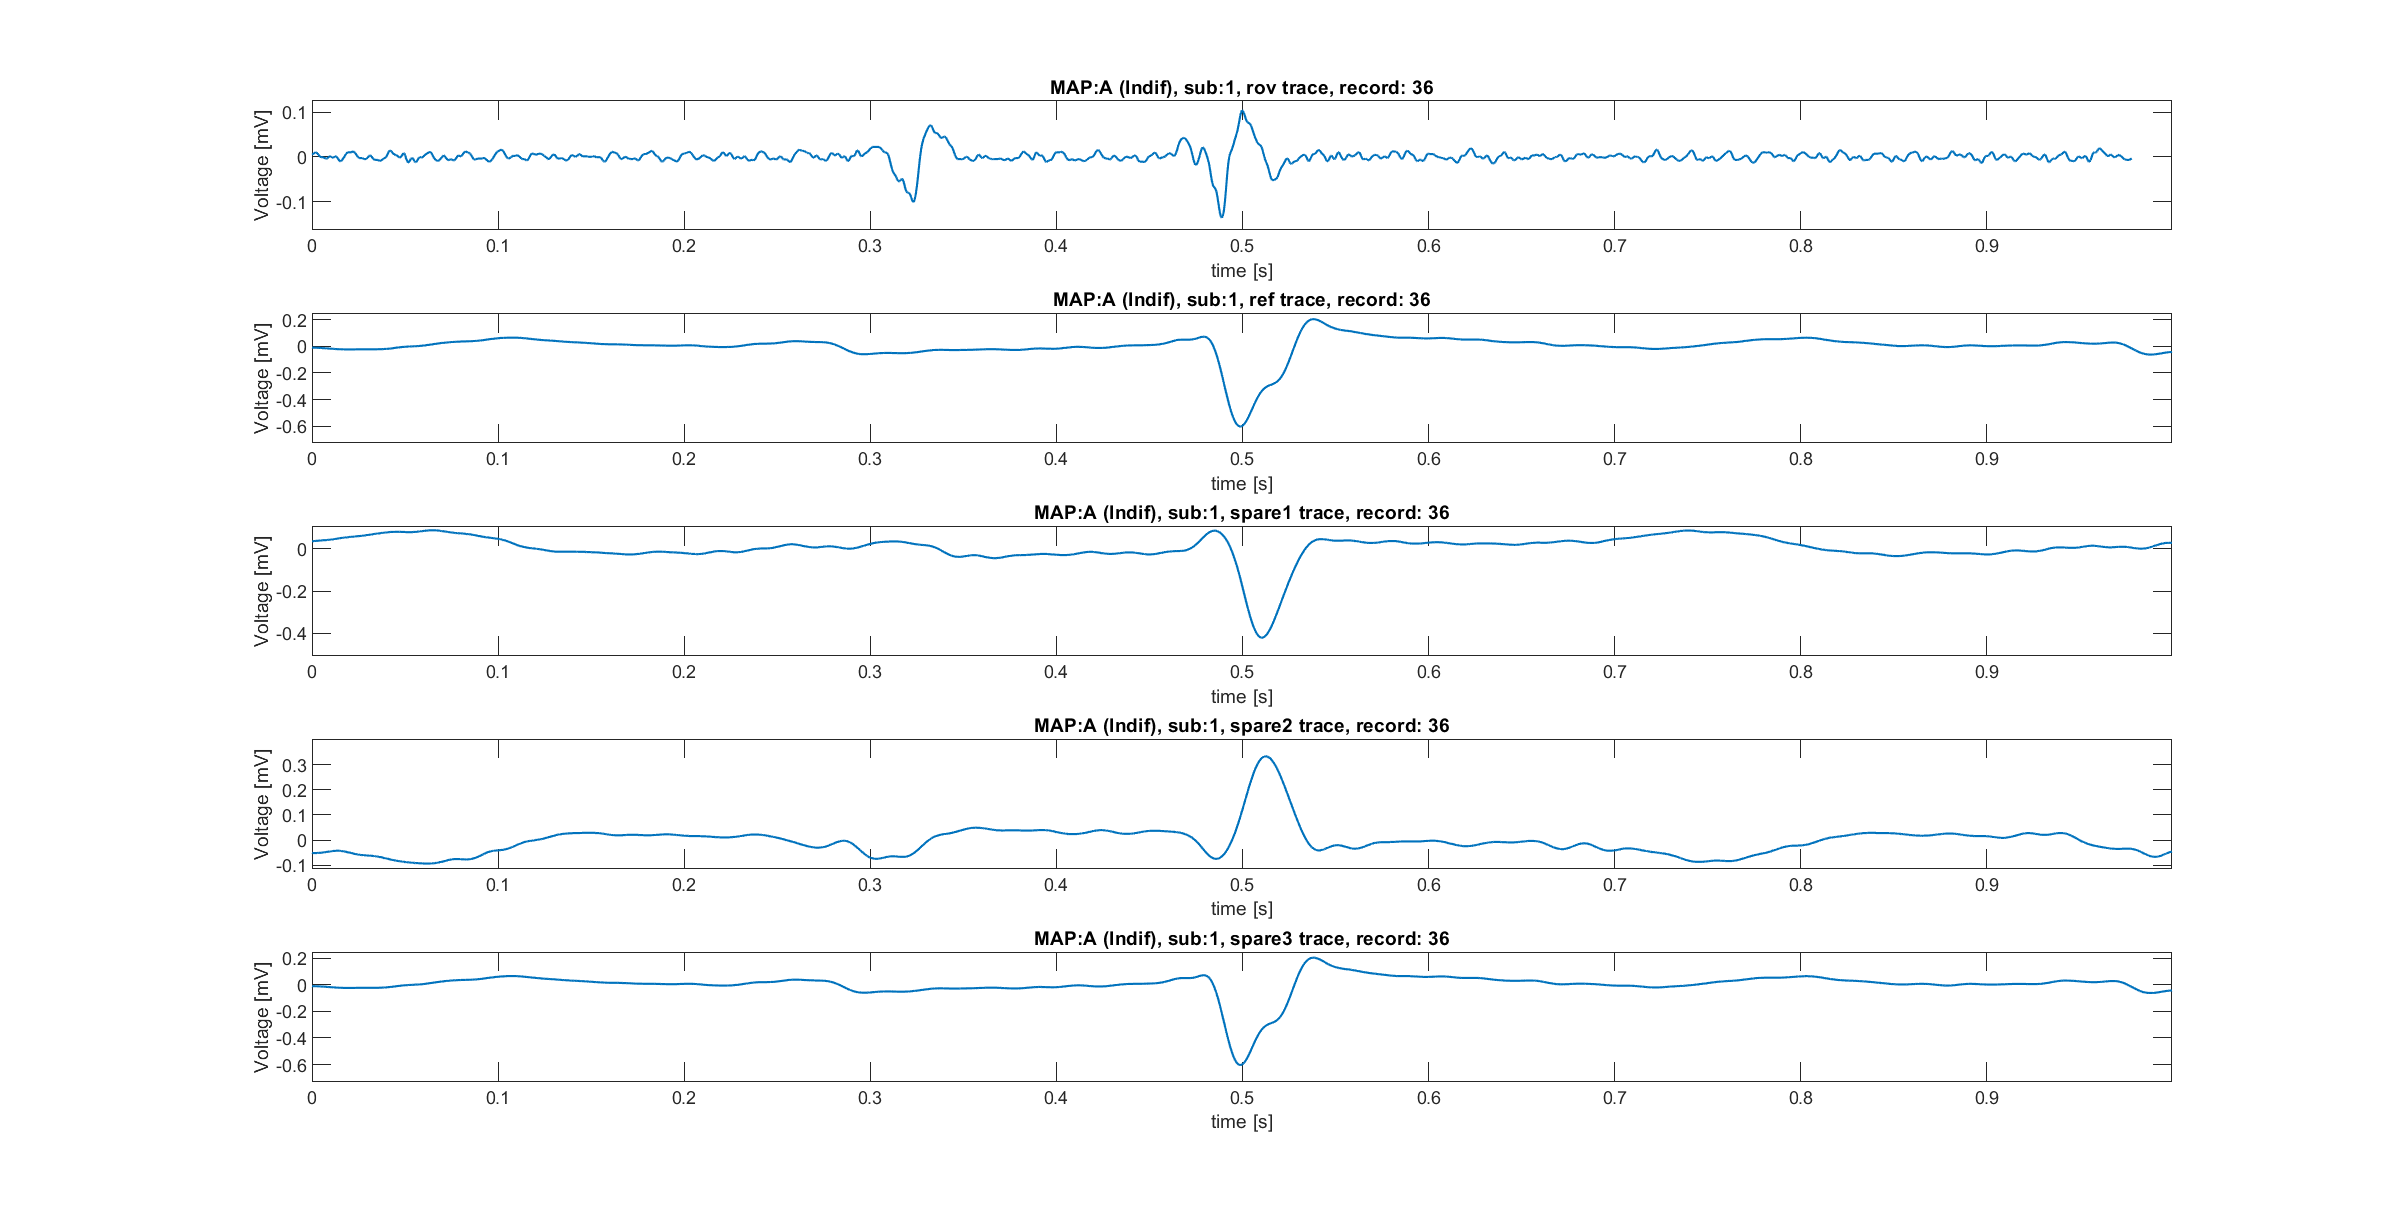 MAP:A (Indif), sub:1, rov trace, record: 36
Voltage [mV]
0.1
0
-0.1
0 0.1 0.2 0.3 0.4 0.5 0.6 0.7 0.8 0.9
time [s]
MAP:A (Indif), sub:1, ref trace, record: 36
Voltage [mV]
0.2
0
-0.2
-0.4
-0.6
0 0.1 0.2 0.3 0.4 0.5 0.6 0.7 0.8 0.9
time [s]
MAP:A (Indif), sub:1, spare1 trace, record: 36
Voltage [mV]
0
-0.2
-0.4
0 0.1 0.2 0.3 0.4 0.5 0.6 0.7 0.8 0.9
time [s]
MAP:A (Indif), sub:1, spare2 trace, record: 36
Voltage [mV]
0.3
0.2
0.1
0
-0.1
0 0.1 0.2 0.3 0.4 0.5 0.6 0.7 0.8 0.9
time [s]
MAP:A (Indif), sub:1, spare3 trace, record: 36
Voltage [mV]
0.2
0
-0.2
-0.4
-0.6
0 0.1 0.2 0.3 0.4 0.5 0.6 0.7 0.8 0.9
time [s]